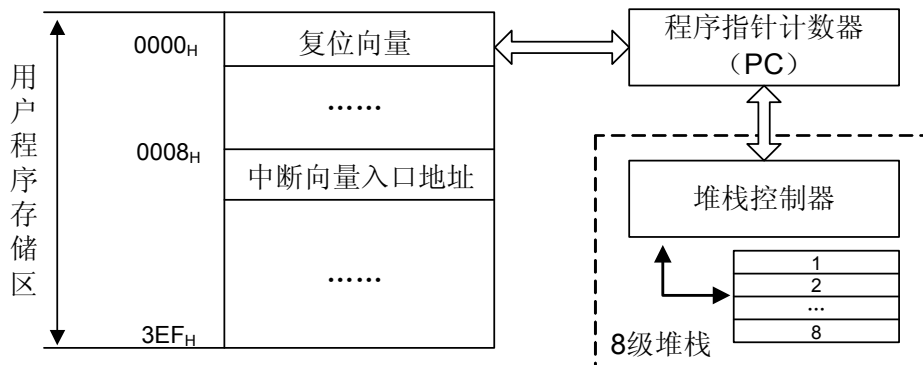 用户程序存储区
0000H
复位向量
……
0008H
中断向量入口地址
……
3EFH
程序指针计数器
（PC）
堆栈控制器
1
2
...
8
8级堆栈